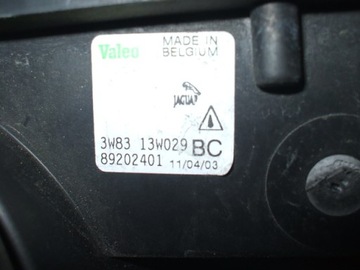 Valeo
MADE IN
BELGIUM
JAGUAR
3W83 13W029 BC
89202401 11/04/03